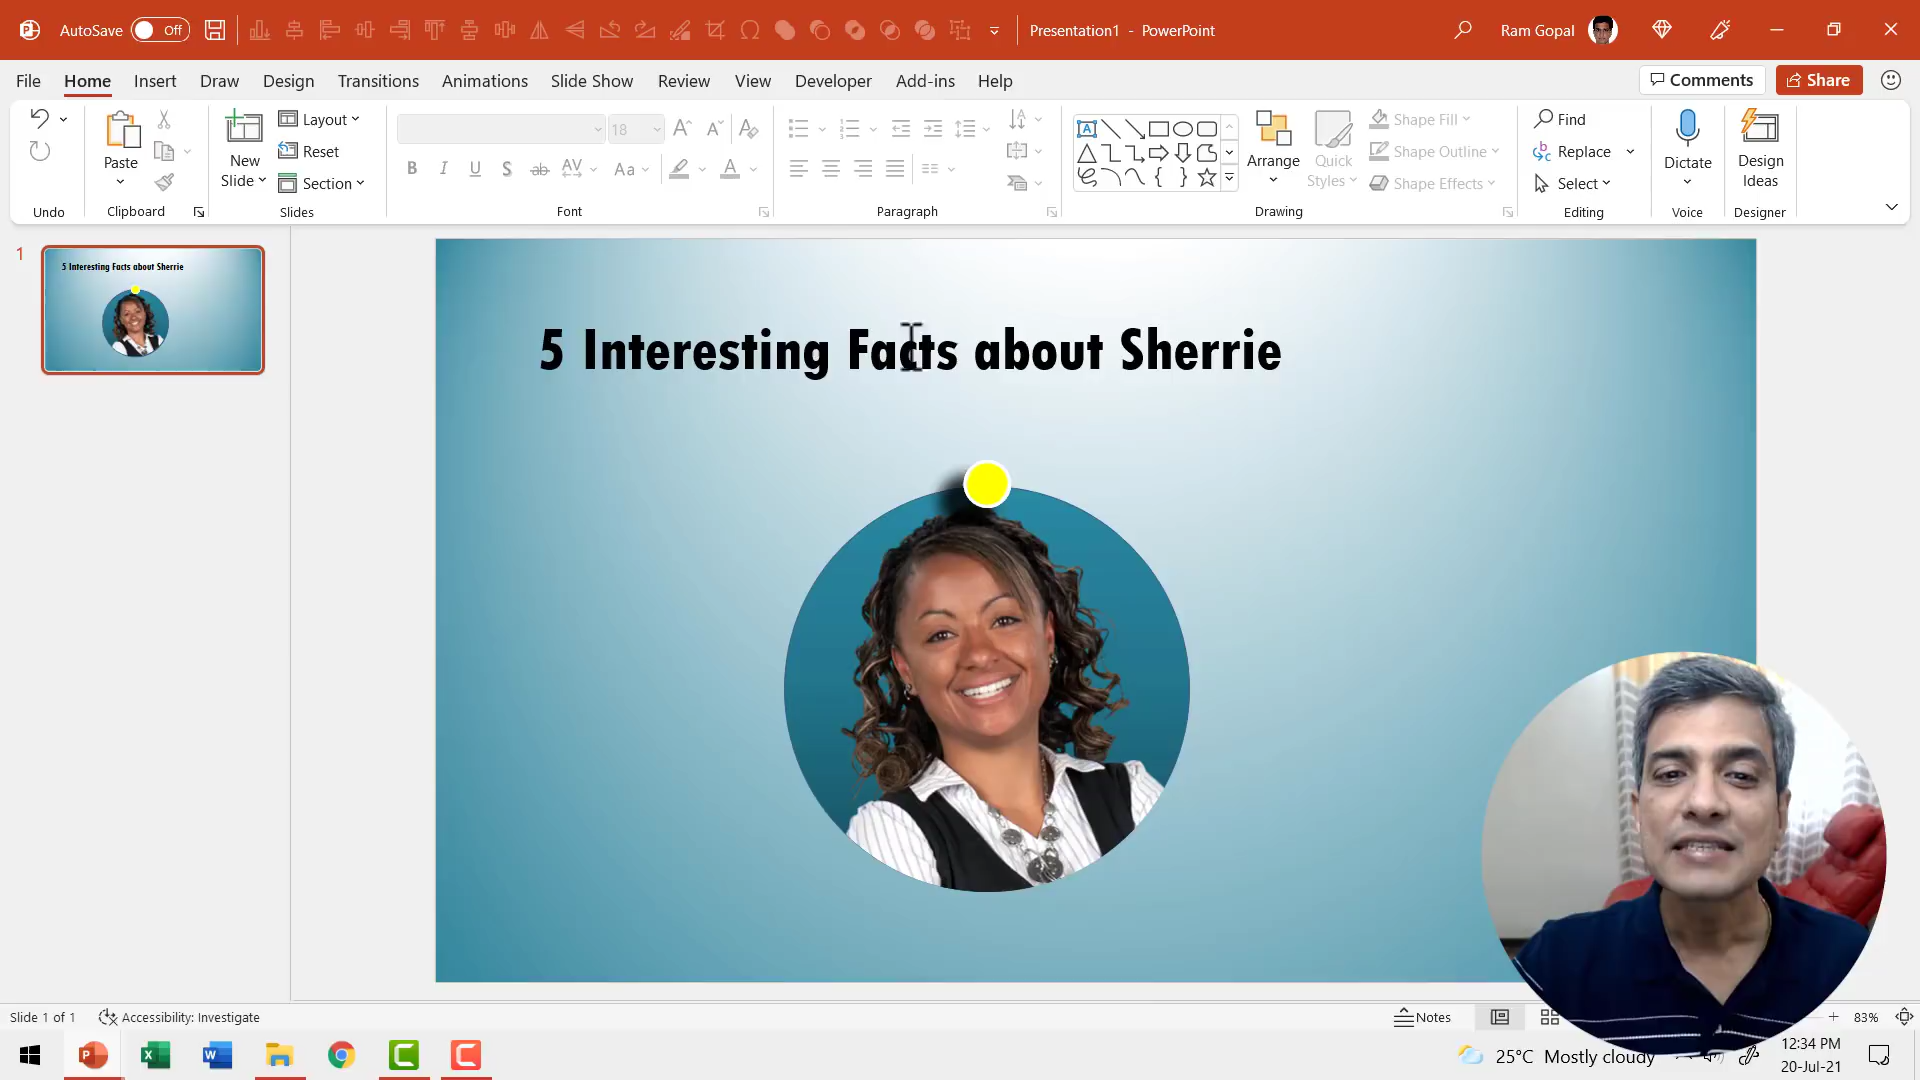 AutoSave Off Presentation1 - PowerPoint Ram Gopal
File Home Insert Draw Design Transitions Animations Slide Show Review View Developer Add-ins Help Comments Share
Paste
New
Slide
Layout
Reset
Section
18
Arrange
Quick
Styles
Shape Fill
Shape Outline
Shape Effects
Find
Replace
Select
Dictate
Design
Ideas
Undo Clipboard Slides Font Paragraph Drawing Editing Voice Designer
1
5 Interesting Facts about Sherrie
5 Interesting Facts about Sherrie
Slide 1 of 1 Accessibility: Investigate Notes 83%
25°C Mostly cloudy
12:34 PM
20-Jul-21